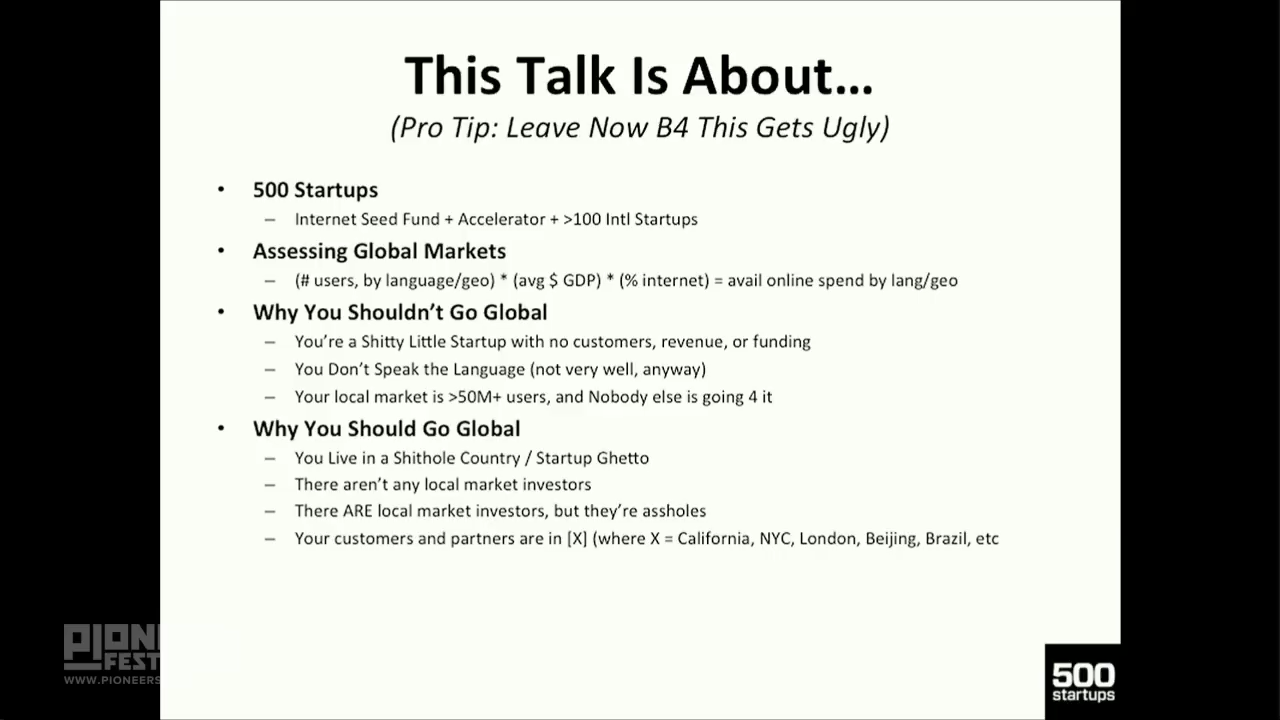 This Talk Is About...
(Pro Tip: Leave Now B4 This Gets Ugly)
• 500 Startups
– Internet Seed Fund + Accelerator + >100 Intl Startups
• Assessing Global Markets
– (# users, by language/geo) * (avg $ GDP) * (% internet) = avail online spend by lang/geo
• Why You Shouldn't Go Global
– You're a Shitty Little Startup with no customers, revenue, or funding
– You Don't Speak the Language (not very well, anyway)
– Your local market is >50M+ users, and Nobody else is going 4 it
• Why You Should Go Global
– You Live in a Shithole Country / Startup Ghetto
– There aren't any local market investors
– There ARE local market investors, but they're assholes
– Your customers and partners are in [X] (where X = California, NYC, London, Beijing, Brazil, etc
PIONE
FEST
WWW.PIONEERS
500
startups